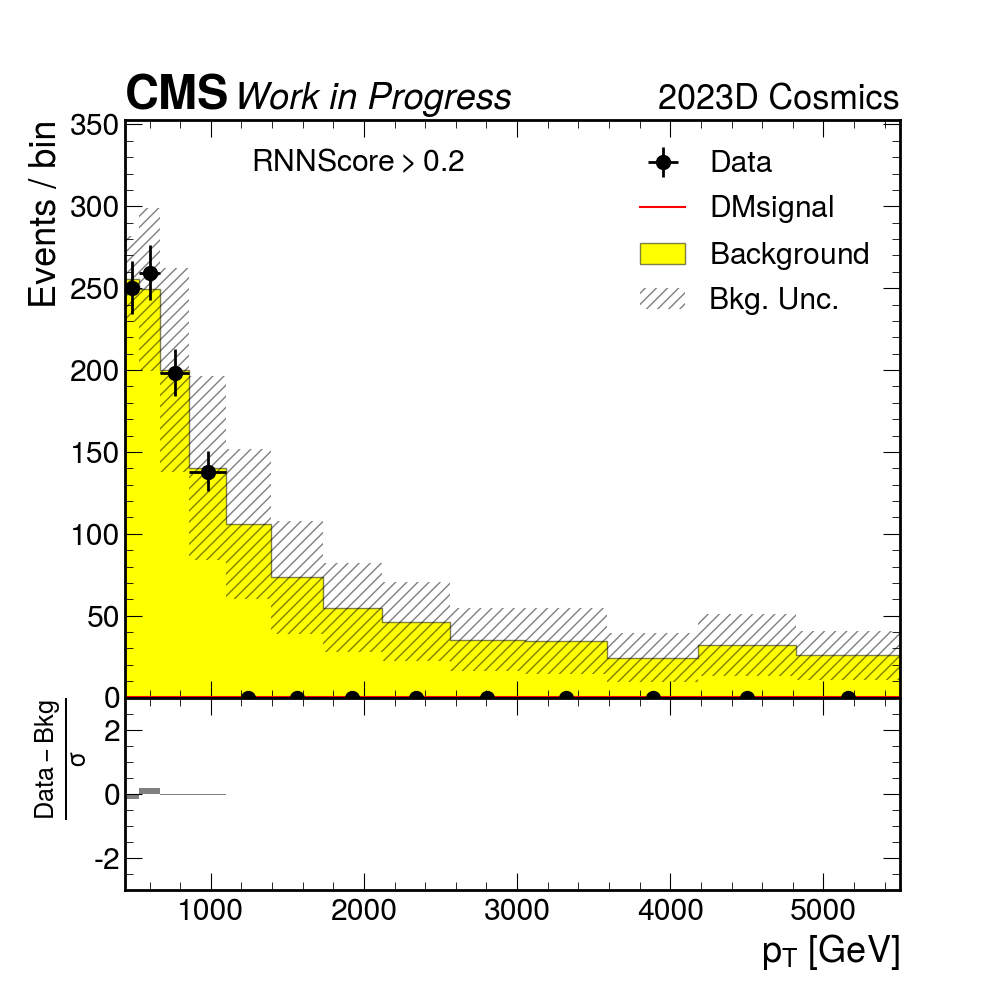 CMS Work in Progress 2023D Cosmics
Events / bin
350
300
250
200
150
100
50
0
RNNScore > 0.2
Data
DMsignal
Background
Bkg. Unc.
Data – Bkg
σ
2
0
-2
1000 2000 3000 4000 5000
pT [GeV]